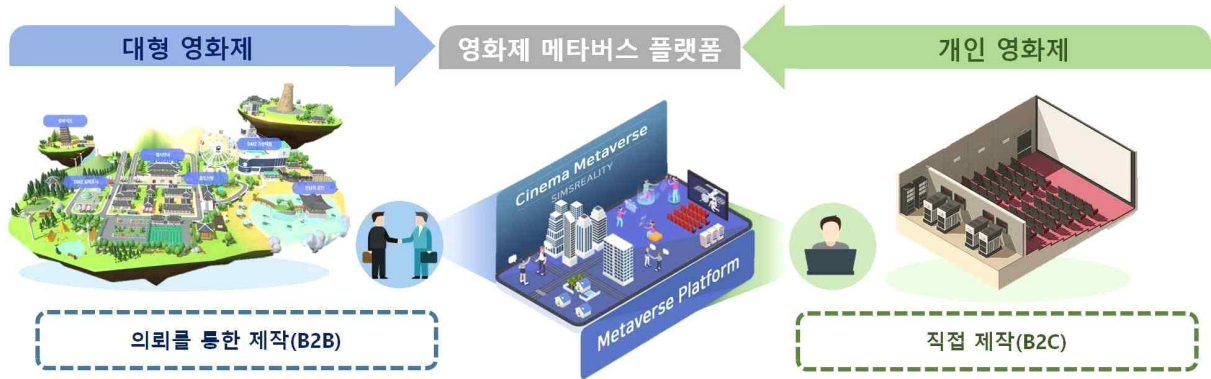 대형 영화제
영화제 메타버스 플랫폼
개인 영화제
Cinema Metaverse
SIMSREALITY
Metaverse Platform
의뢰를 통한 제작(B2B)
직접 제작(B2C)